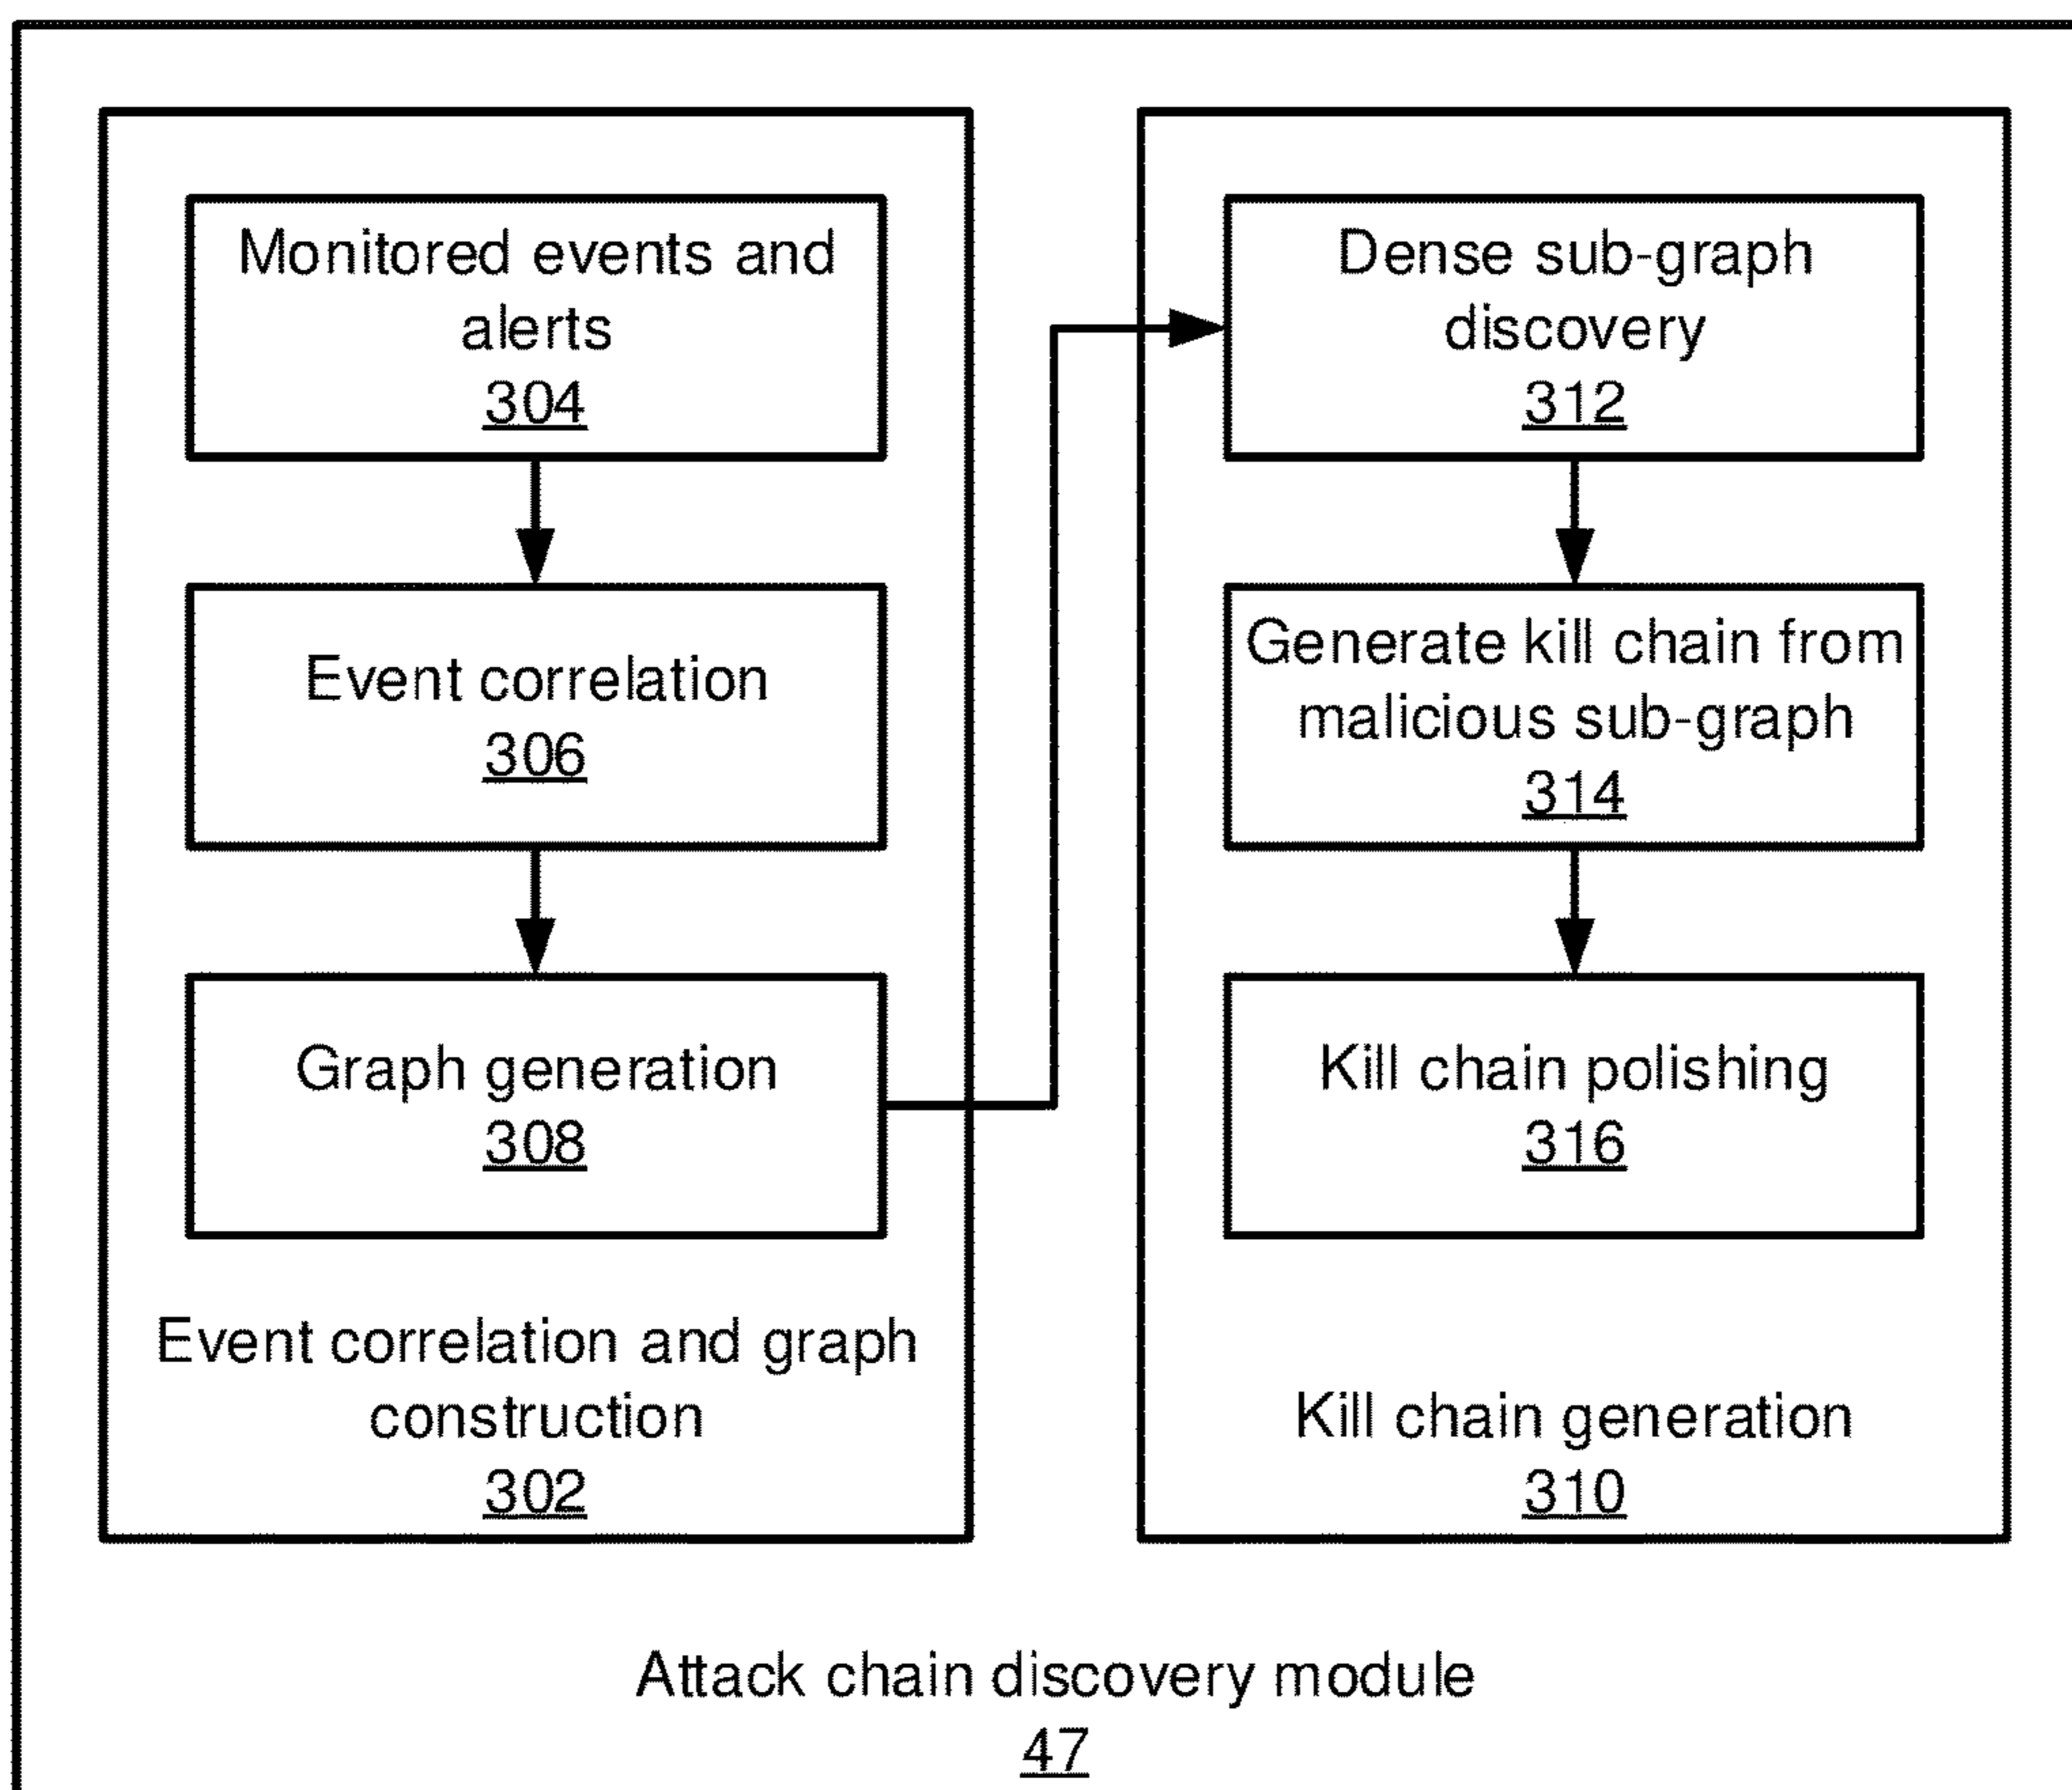 Monitored events and
alerts
304
Event correlation
306
Graph generation
308
Event correlation and graph
construction
302
Dense sub-graph
discovery
312
Generate kill chain from
malicious sub-graph
314
Kill chain polishing
316
Kill chain generation
310
Attack chain discovery module
47